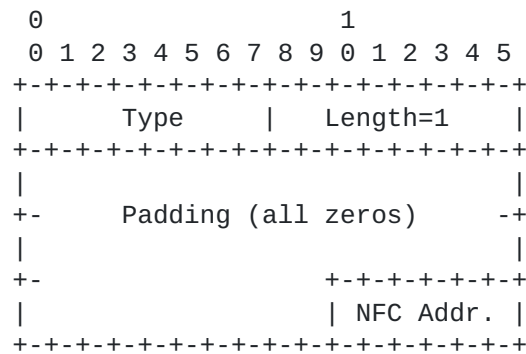 0                   1
 0 1 2 3 4 5 6 7 8 9 0 1 2 3 4 5
+-+-+-+-+-+-+-+-+-+-+-+-+-+-+-+-+
|      Type     |   Length=1    |
+-+-+-+-+-+-+-+-+-+-+-+-+-+-+-+-+
|                               |
+-     Padding (all zeros)     -+
|                               |
+-                  +-+-+-+-+-+-+
|                   | NFC Addr. |
+-+-+-+-+-+-+-+-+-+-+-+-+-+-+-+-+